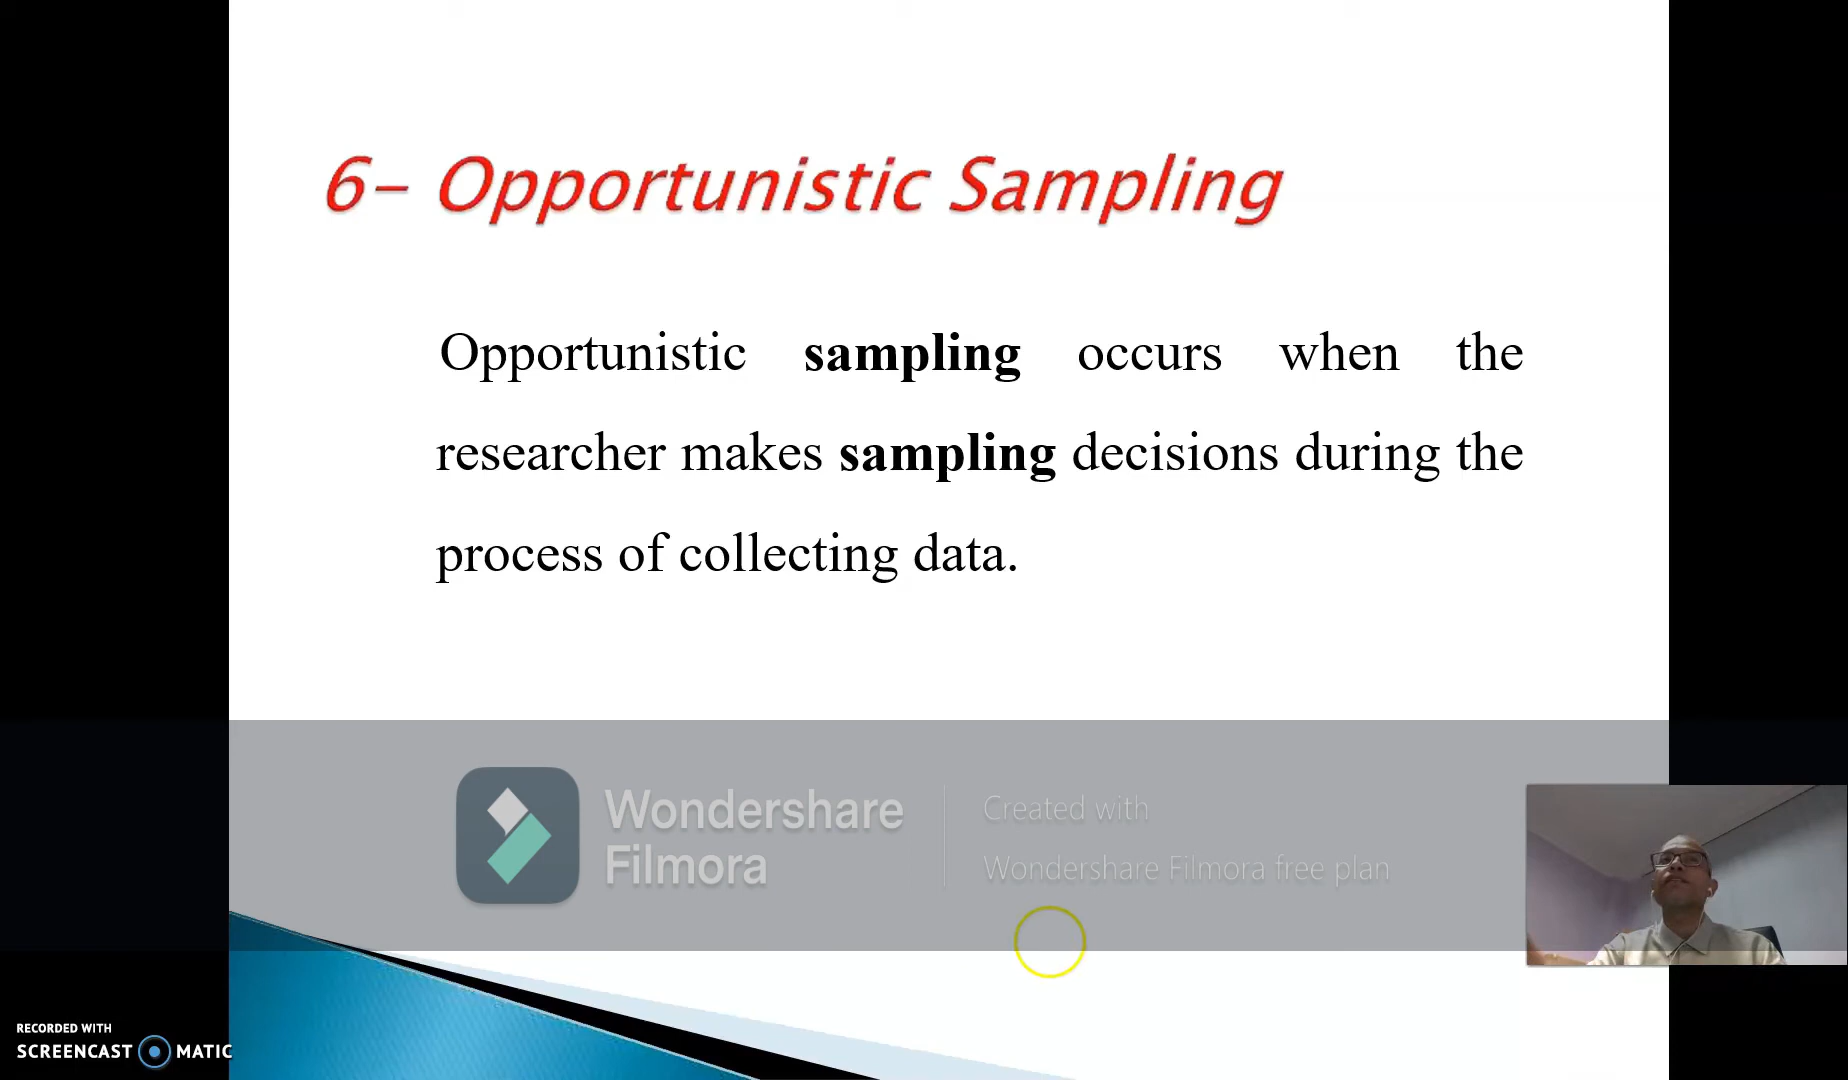 6- Opportunistic Sampling
Opportunistic sampling occurs when the
researcher makes sampling decisions during the
process of collecting data.
Wondershare
Filmora
Created with
Wondershare Filmora free plan
RECORDED WITH
SCREENCAST MATIC